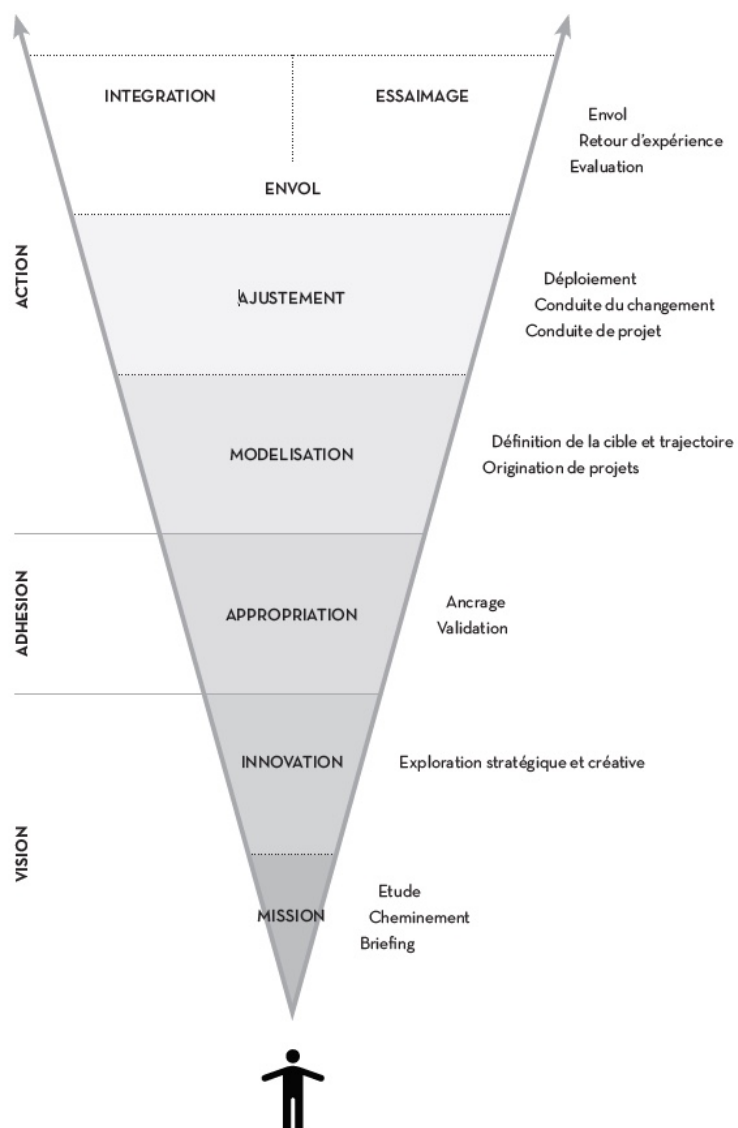 INTEGRATION
ESSAIMAGE
Envol
Retour d'expérience
Evaluation
ENVOL
ACTION
AJUSTEMENT
Déploiement
Conduite du changement
Conduite de projet
MODELISATION
Définition de la cible et trajectoire
Origination de projets
ADHESION
APPROPRIATION
Ancrage
Validation
INNOVATION
Exploration stratégique et créative
VISION
MISSION
Etude
Cheminement
Briefing